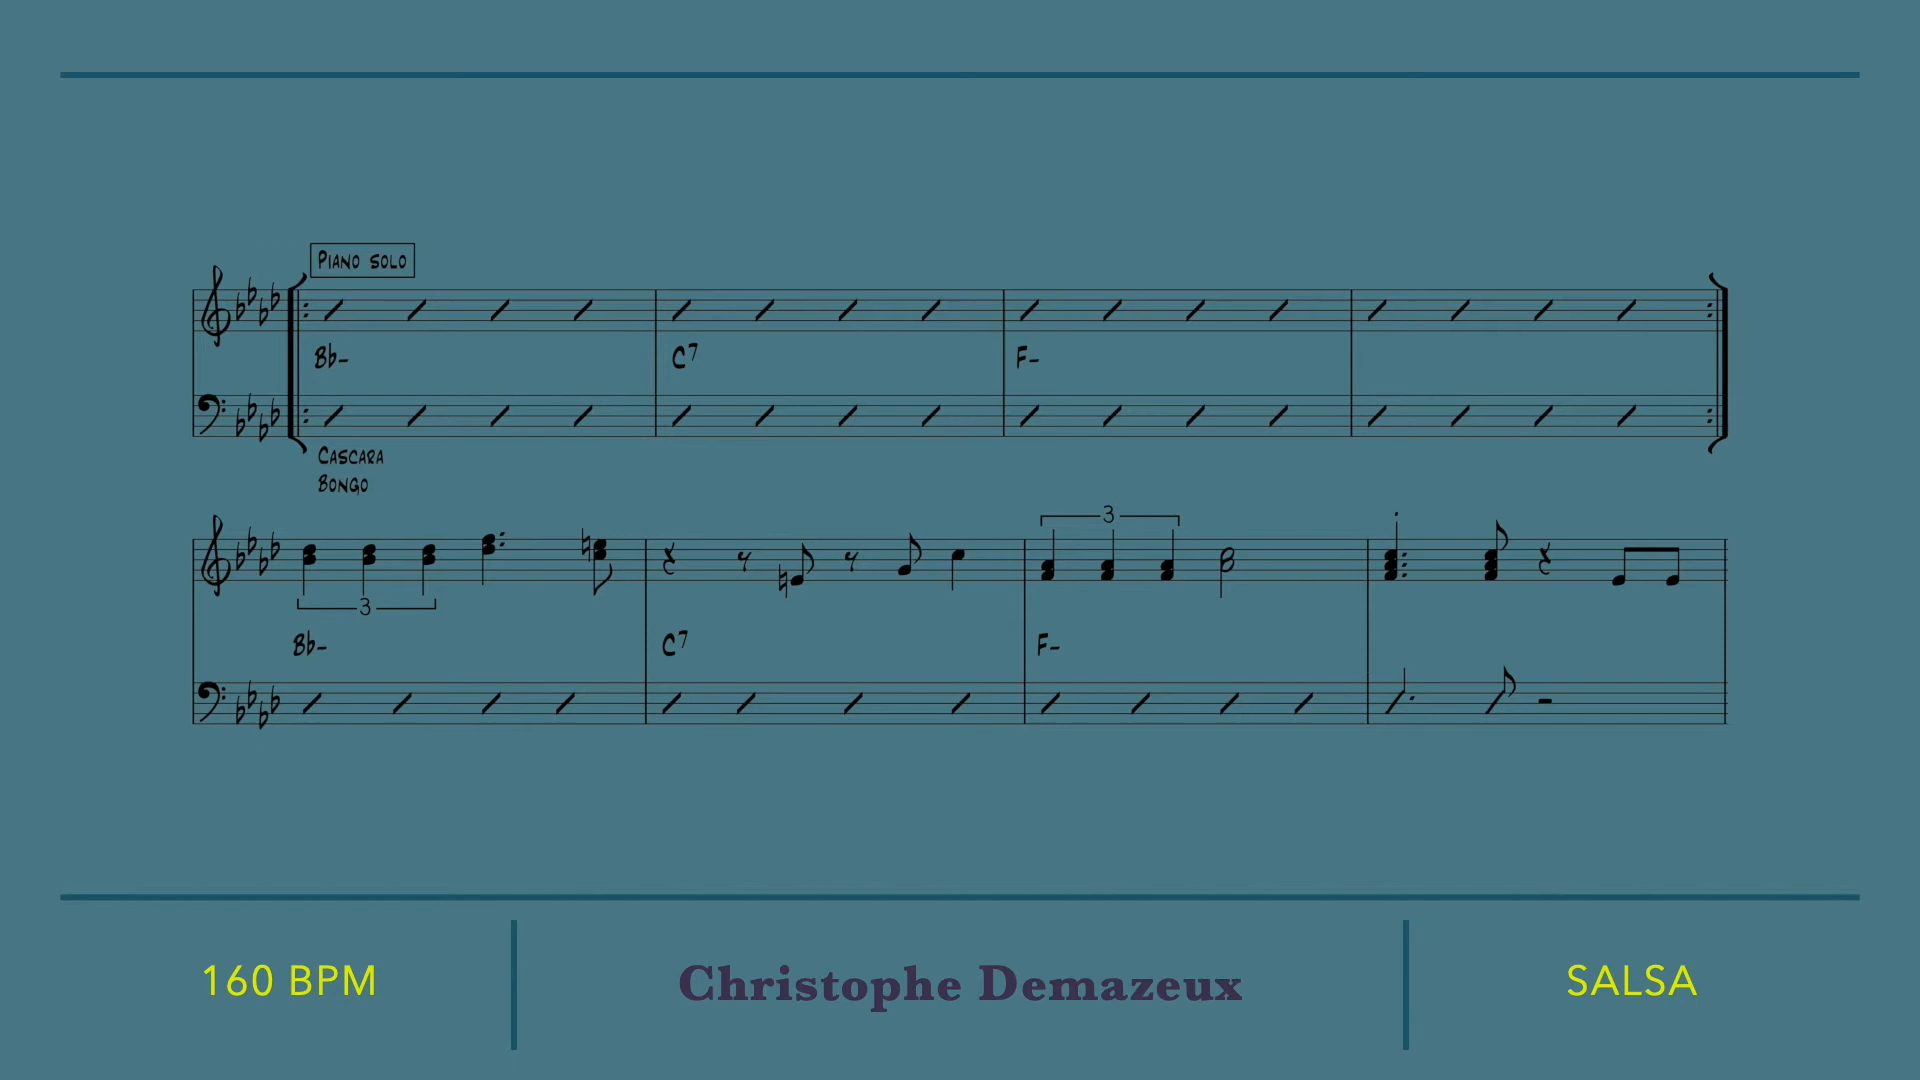 Piano solo
Bb- C7 F-
Cascara
Bongo
3
3
Bb- C7 F-
160 BPM
Christophe Demazeux
SALSA